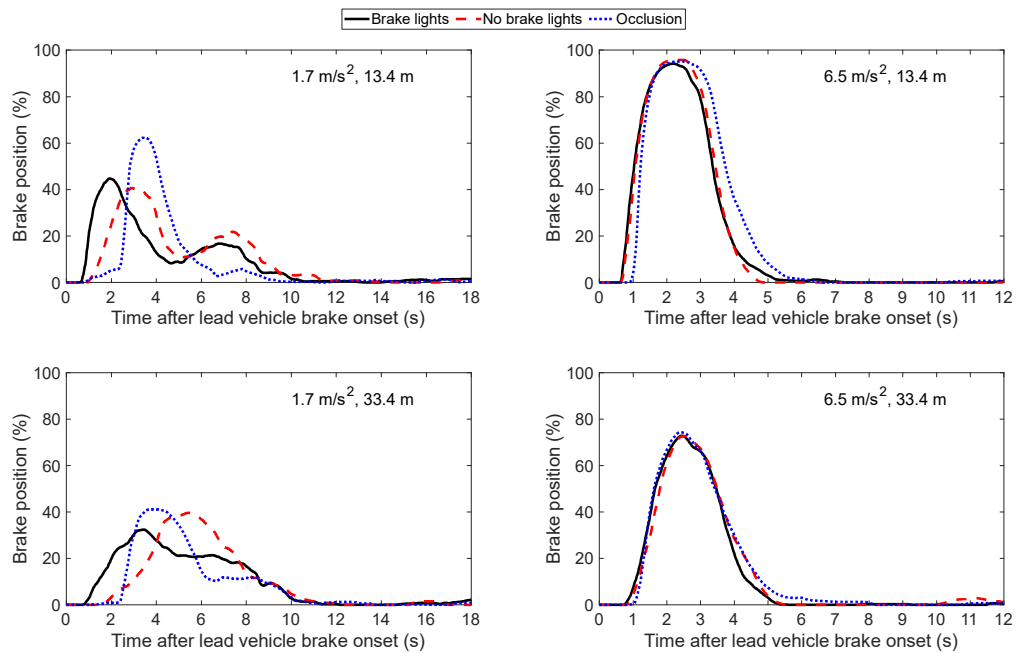 Brake lights No brake lights Occlusion
1.7 m/s², 13.4 m
Brake position (%)
100
80
60
40
20
0
0 2 4 6 8 10 12 14 16 18
Time after lead vehicle brake onset (s)
6.5 m/s², 13.4 m
Brake position (%)
100
80
60
40
20
0
0 1 2 3 4 5 6 7 8 9 10 11 12
Time after lead vehicle brake onset (s)
1.7 m/s², 33.4 m
Brake position (%)
100
80
60
40
20
0
0 2 4 6 8 10 12 14 16 18
Time after lead vehicle brake onset (s)
6.5 m/s², 33.4 m
Brake position (%)
100
80
60
40
20
0
0 1 2 3 4 5 6 7 8 9 10 11 12
Time after lead vehicle brake onset (s)